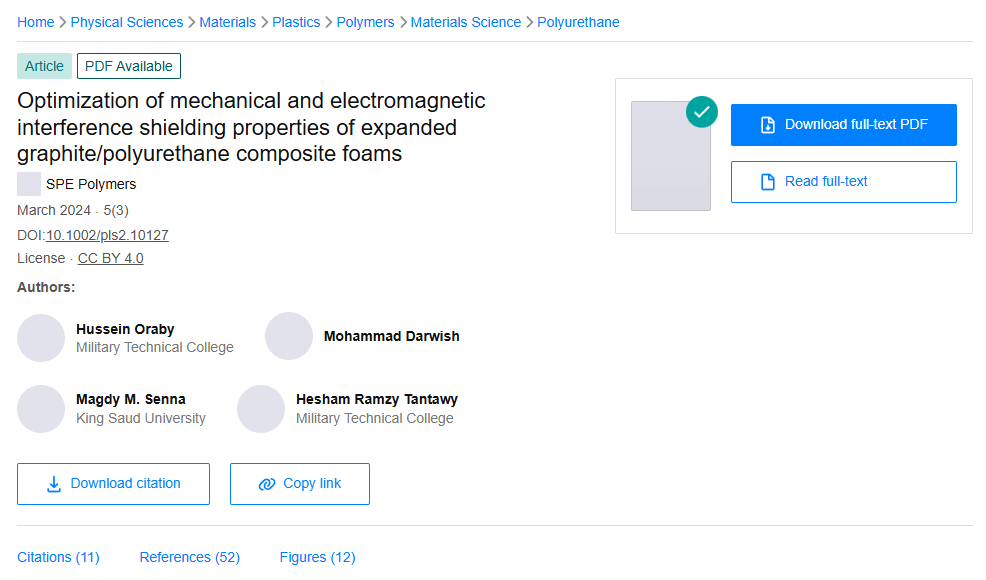 Home > Physical Sciences > Materials > Plastics > Polymers > Materials Science > Polyurethane
Article PDF Available
Optimization of mechanical and electromagnetic
interference shielding properties of expanded
graphite/polyurethane composite foams
SPE Polymers
March 2024 · 5(3)
DOI:10.1002/pls2.10127
License · CC BY 4.0
Authors:
Hussein Oraby
Military Technical College
Mohammad Darwish
Magdy M. Senna
King Saud University
Hesham Ramzy Tantawy
Military Technical College
Download citation
Copy link
Citations (11) References (52) Figures (12)
Download full-text PDF
Read full-text